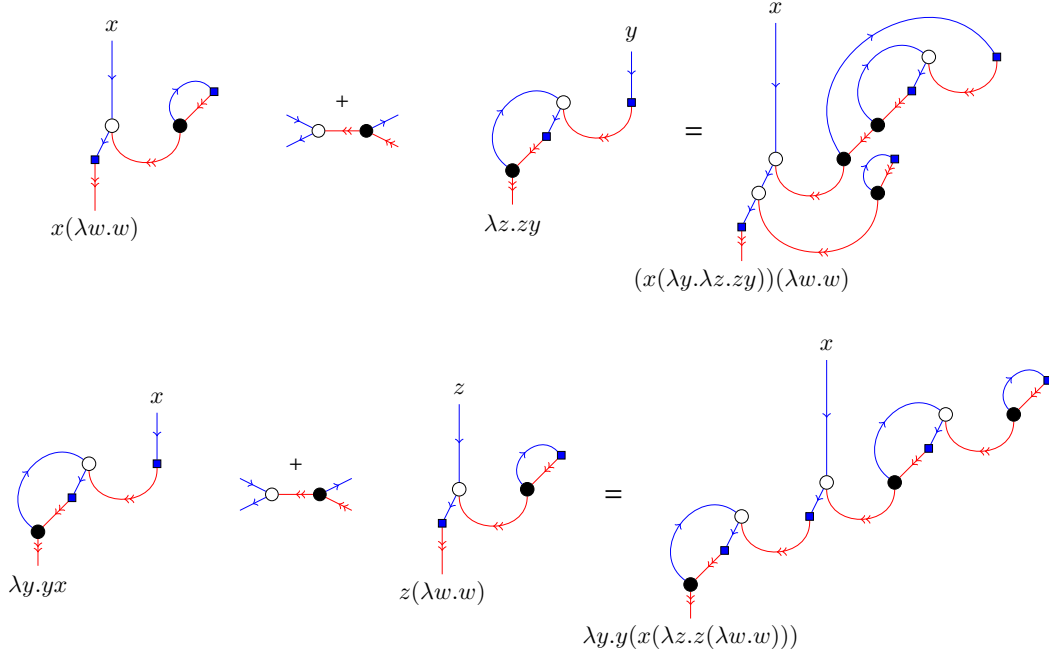 x
x
y
+
=
x(λw.w)
λz.zy
(x(λy.λz.zy))(λw.w)
x
x
z
+
=
λy.yx
z(λw.w)
λy.y(x(λz.z(λw.w)))